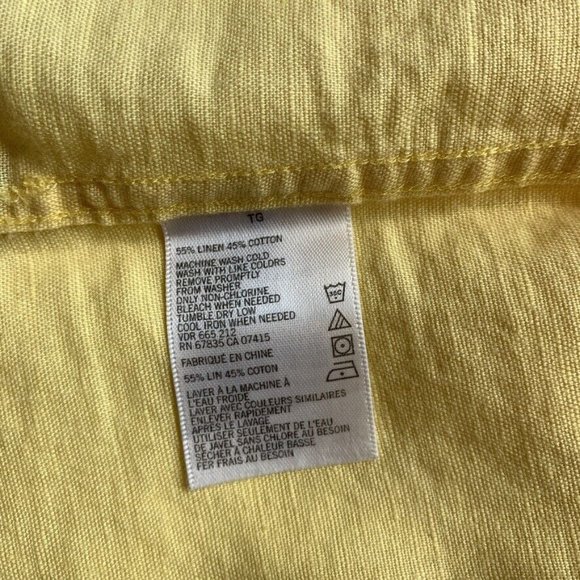 TG
55% LINEN 45% COTTON
MACHINE WASH COLD
WASH WITH LIKE COLORS
REMOVE PROMPTLY
FROM WASHER
ONLY NON-CHLORINE
BLEACH WHEN NEEDED
TUMBLE DRY LOW
COOL IRON WHEN NEEDED
VDR 665 212
RN 67835 CA 07415
FABRIQUÉ EN CHINE
55% LIN 45% COTON
LAVER À LA MACHINE À
L'EAU FROIDE
LAVER AVEC COULEURS SIMILAIRES
ENLEVER RAPIDEMENT
APRÈS LE LAVAGE
UTILISER SEULEMENT DE L'EAU
DE JAVEL SANS CHLORE AU BESOIN
SÈCHER À CHALEUR BASSE
FER FRAIS AU BESOIN